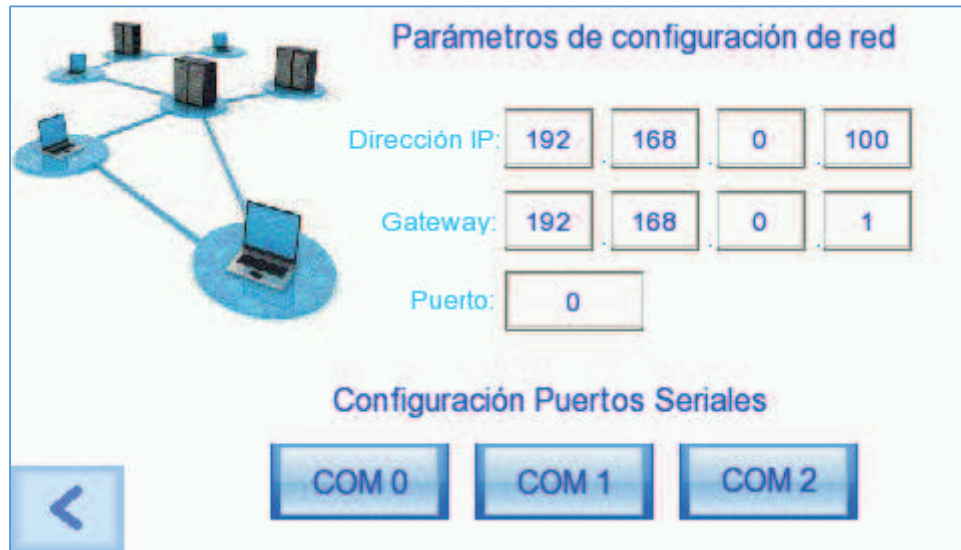 Parámetros de configuración de red
Dirección IP: 192 . 168 . 0 . 100
Gateway: 192 . 168 . 0 . 1
Puerto: 0
Configuración Puertos Seriales
COM 0 COM 1 COM 2